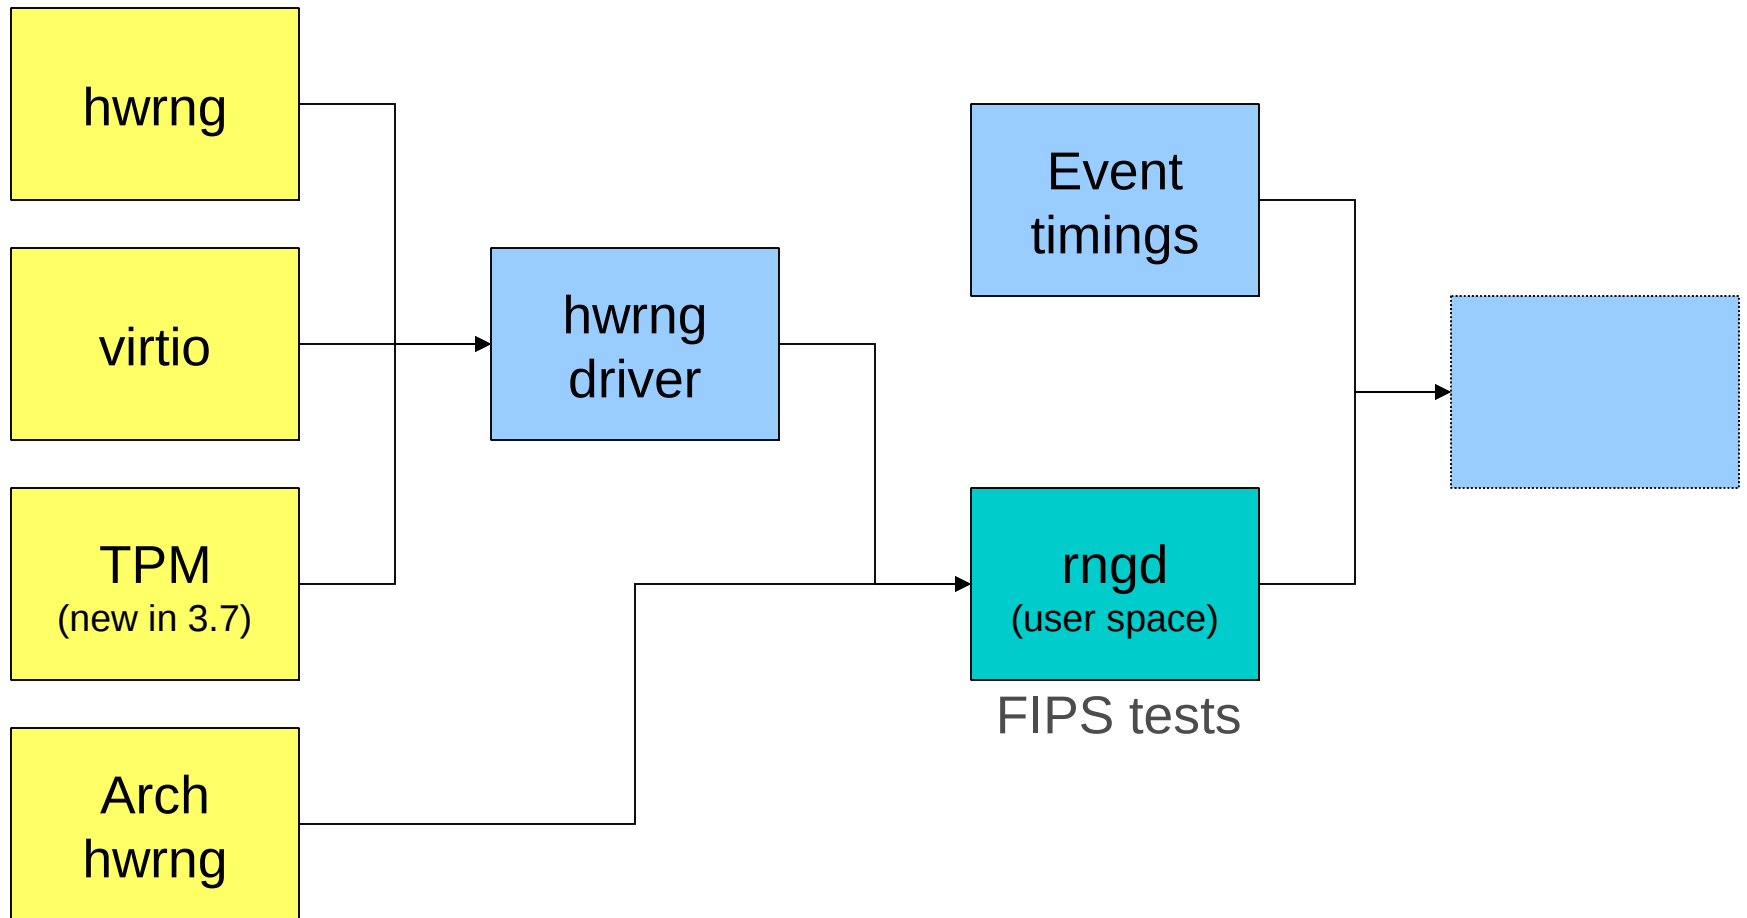 hwrng
virtio
TPM
(new in 3.7)
Arch
hwrng
hwrng
driver
Event
timings
rngd
(user space)
FIPS tests